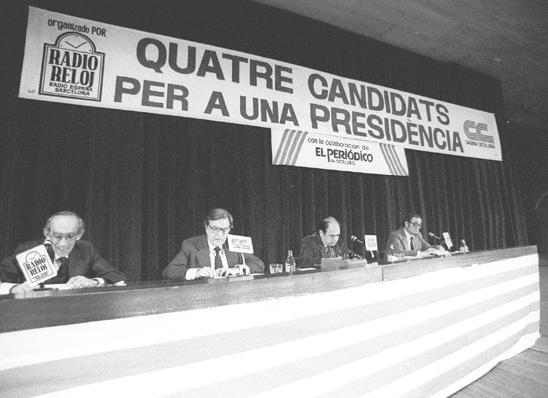 organizado POR
RADIO
RELOJ
RADIO ESPAÑA
BARCELONA
QUATRE CANDIDATS
PER A UNA PRESIDÈNCIA
CC
CADENA CATALANA
con la colaboración de
EL PERIÓDICO
de CATALUNYA
RADIO
RELOJ